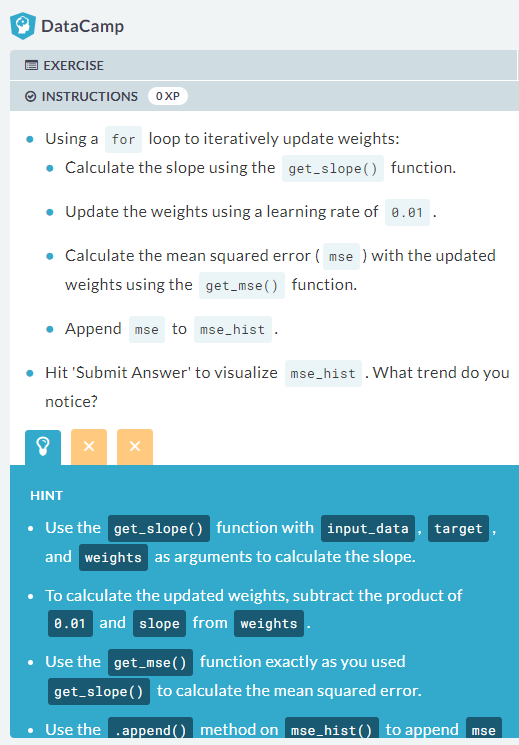 DataCamp
EXERCISE
INSTRUCTIONS 0 XP
Using a for loop to iteratively update weights:
Calculate the slope using the get_slope() function.
Update the weights using a learning rate of 0.01 .
Calculate the mean squared error ( mse ) with the updated
weights using the get_mse() function.
Append mse to mse_hist .
Hit 'Submit Answer' to visualize mse_hist . What trend do you
notice?
HINT
Use the get_slope() function with input_data , target ,
and weights as arguments to calculate the slope.
To calculate the updated weights, subtract the product of
0.01 and slope from weights .
Use the get_mse() function exactly as you used
get_slope() to calculate the mean squared error.
Use the .append() method on mse_hist() to append mse